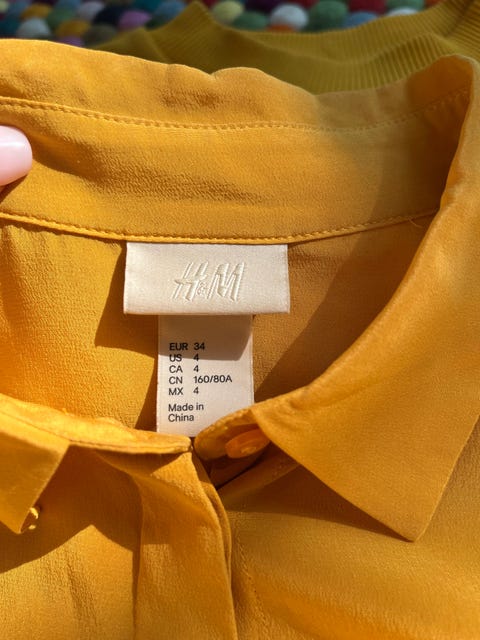 H&M
EUR 34
US 4
CA 4
CN 160/80A
MX 4
Made in
China